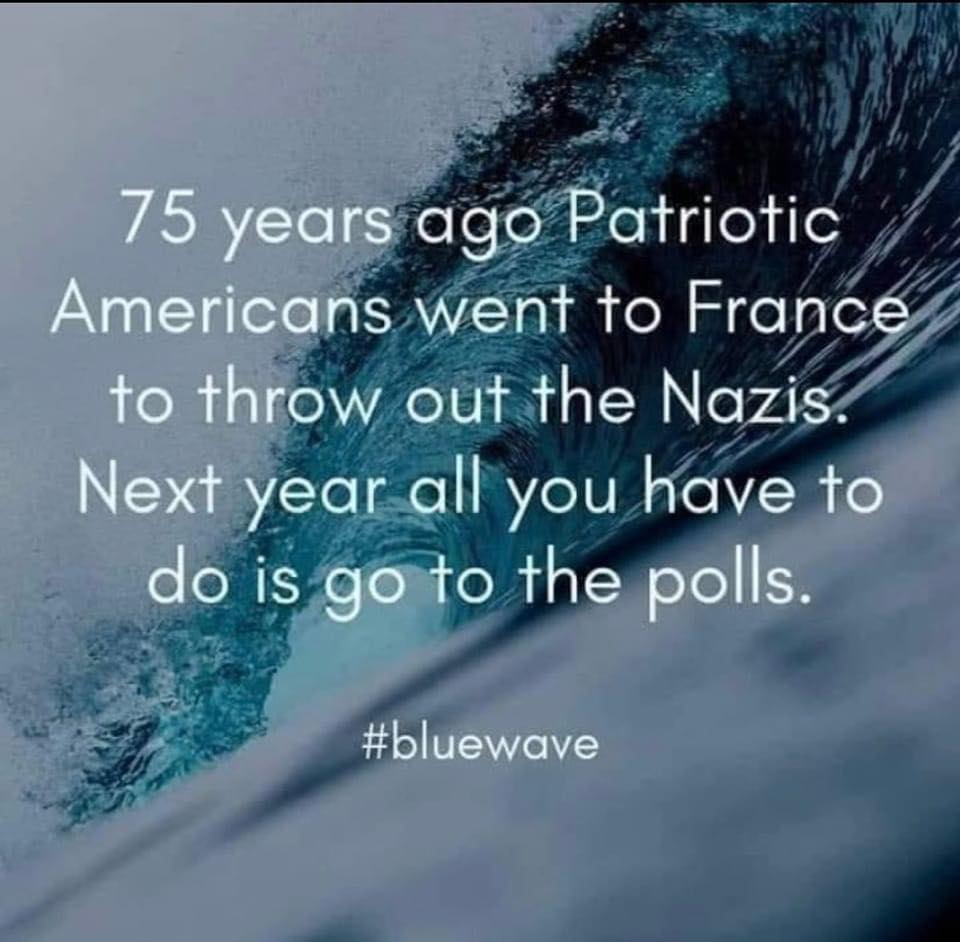 75 years ago Patriotic
Americans went to France
to throw out the Nazis.
Next year all you have to
do is go to the polls.
#bluewave